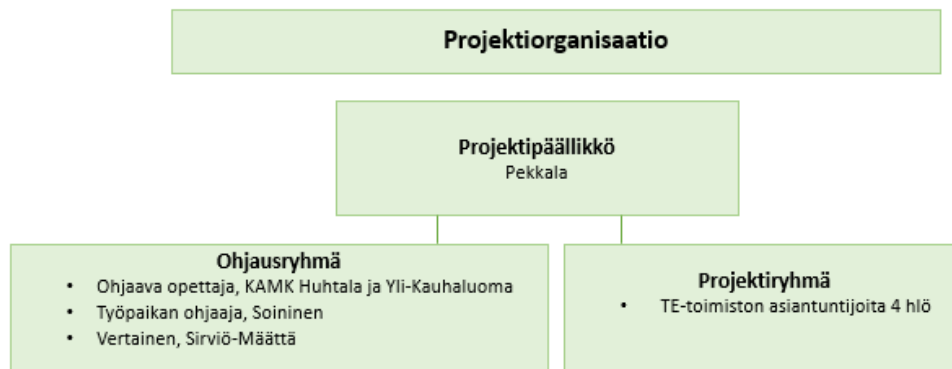 Projektiorganisaatio
Projektipäällikkö
Pekkala
Ohjausryhmä
• Ohjaava opettaja, KAMK Huhtala ja Yli-Kauhaluoma
• Työpaikan ohjaaja, Soininen
• Vertainen, Sirviö-Määttä
Projektiryhmä
• TE-toimiston asiantuntijoita 4 hlö